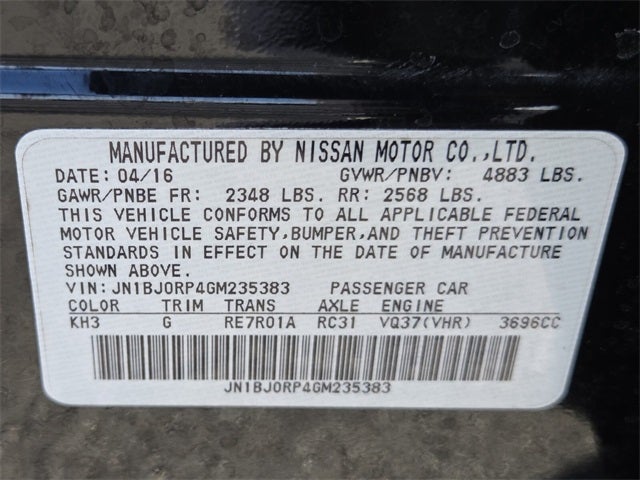 MANUFACTURED BY NISSAN MOTOR CO.,LTD.
DATE: 04/16 GVWR/PNBV: 4883 LBS.
GAWR/PNBE FR: 2348 LBS. RR: 2568 LBS.
THIS VEHICLE CONFORMS TO ALL APPLICABLE FEDERAL
MOTOR VEHICLE SAFETY,BUMPER,AND THEFT PREVENTION
STANDARDS IN EFFECT ON THE DATE OF MANUFACTURE
SHOWN ABOVE.
VIN: JN1BJ0RP4GM235383 PASSENGER CAR
COLOR TRIM TRANS AXLE ENGINE
KH3 G RE7R01A RC31 VQ37(VHR) 3696CC
JN1BJ0RP4GM235383